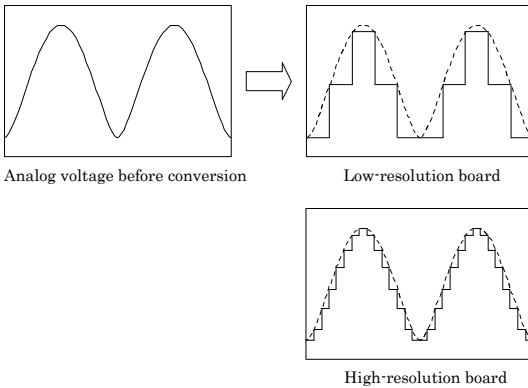 Analog voltage before conversion
Low-resolution board
High-resolution board